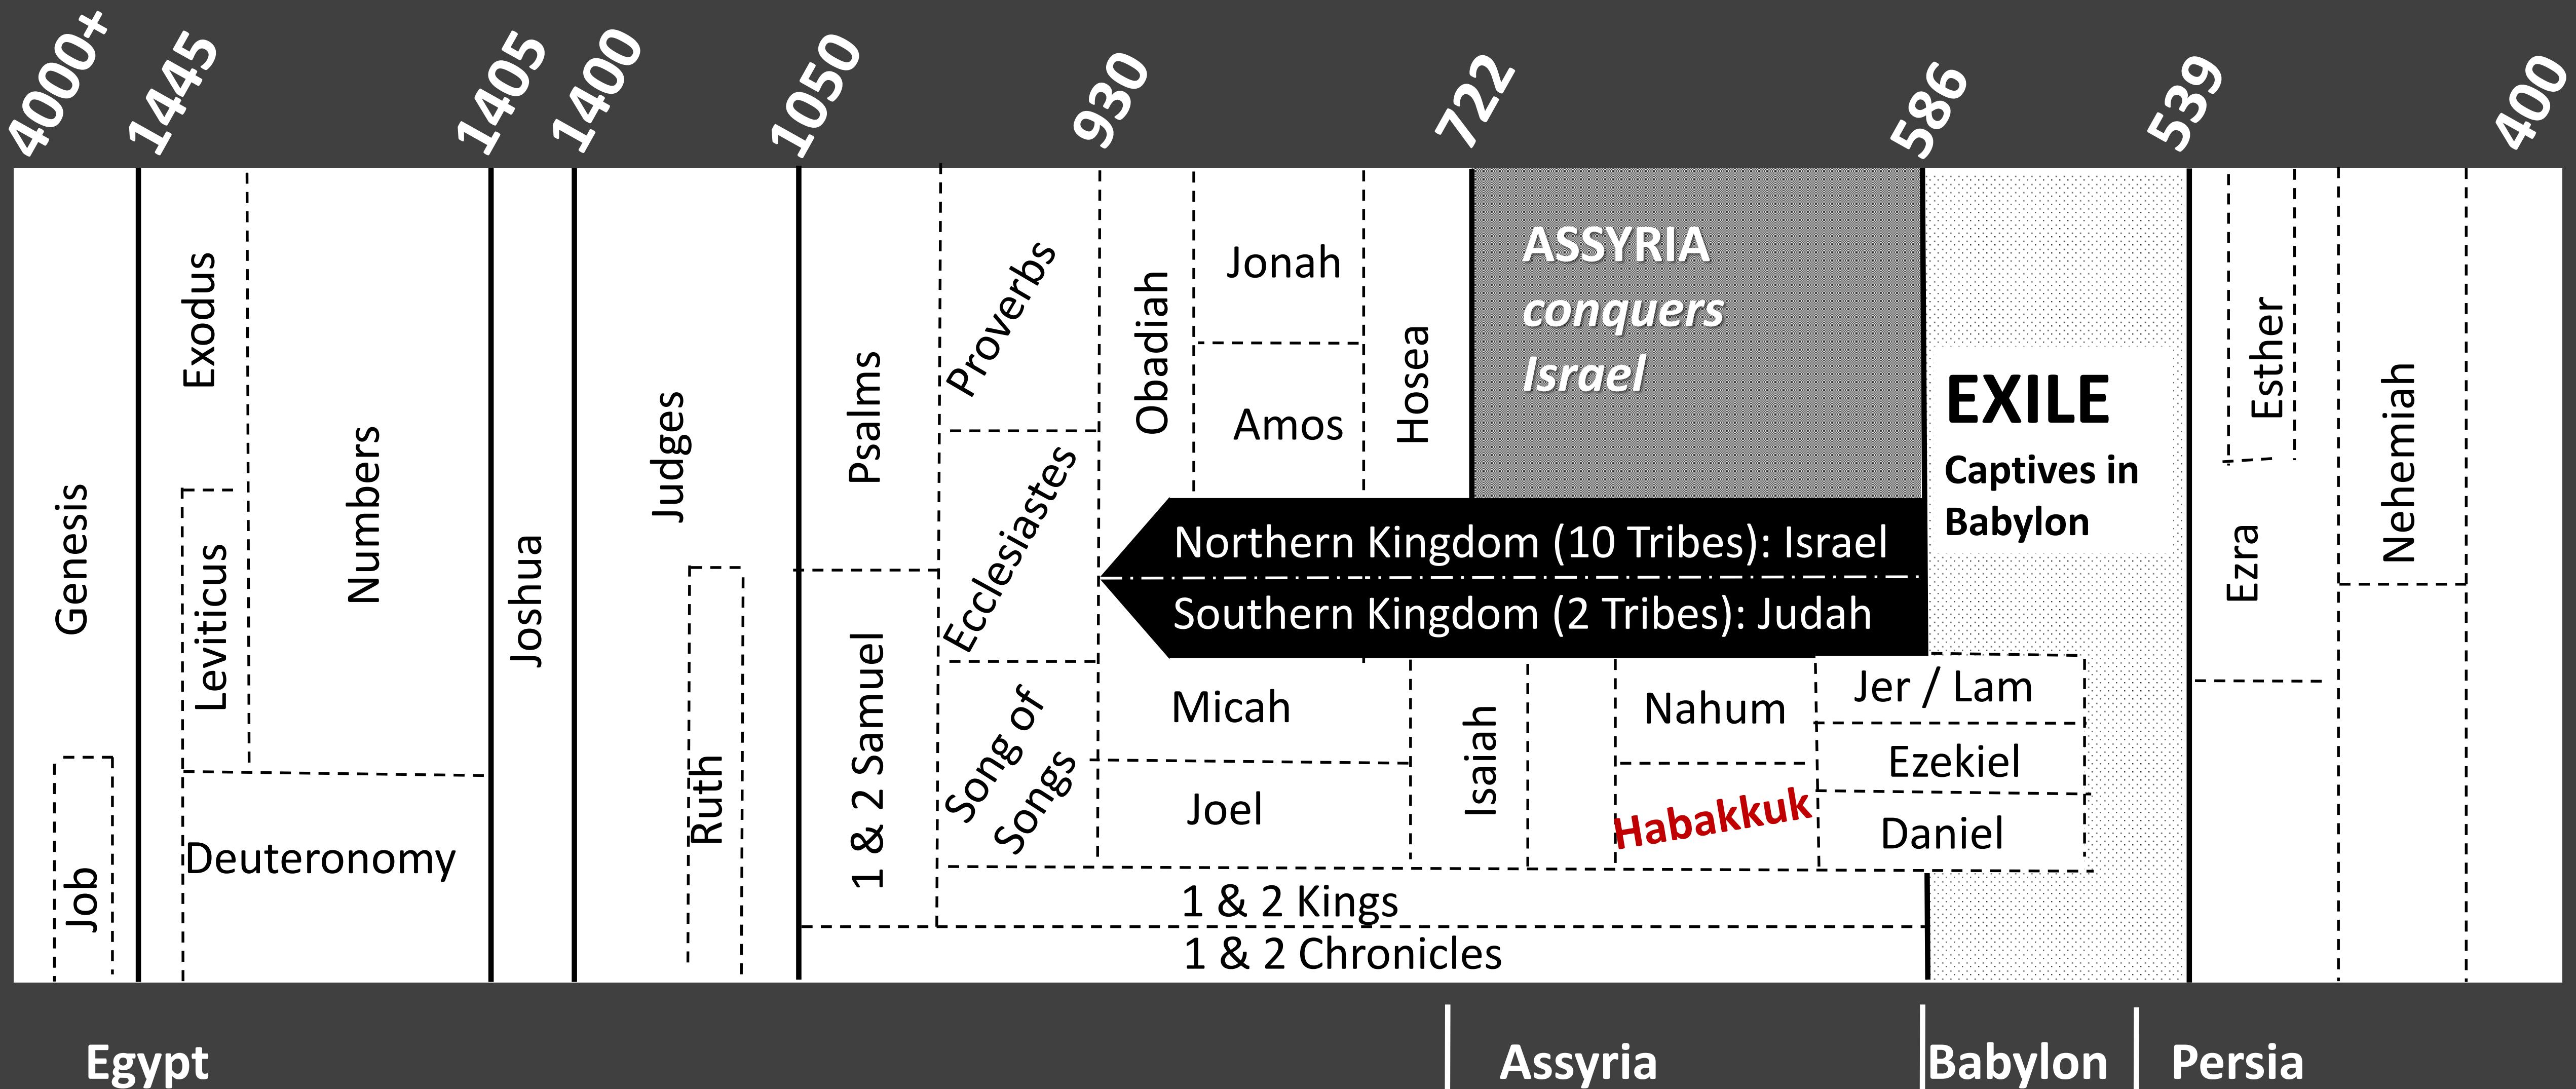 4000+
1445
1405
1400
1050
930
722
586
539
400
Genesis
Job
Exodus
Leviticus
Numbers
Deuteronomy
Joshua
Judges
Ruth
Psalms
1 & 2 Samuel
Proverbs
Ecclesiastes
Song of
Songs
Obadiah
Jonah
Amos
Hosea
ASSYRIA
conquers
Israel
Northern Kingdom (10 Tribes): Israel
Southern Kingdom (2 Tribes): Judah
Micah
Joel
Isaiah
Nahum
Habakkuk
Jer / Lam
Ezekiel
Daniel
1 & 2 Kings
1 & 2 Chronicles
EXILE
Captives in
Babylon
Esther
Ezra
Nehemiah
Egypt
Assyria
Babylon
Persia